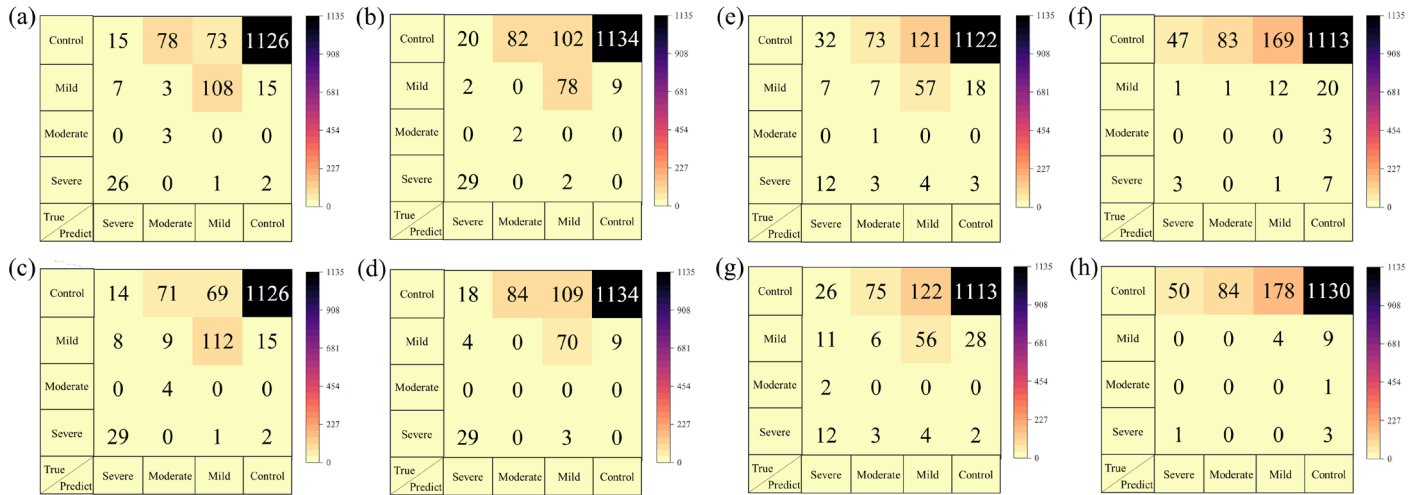 (a)
Control 15 78 73 1126
Mild 7 3 108 15
Moderate 0 3 0 0
Severe 26 0 1 2
True Predict Severe Moderate Mild Control
1135
908
681
454
227
0
(b)
Control 20 82 102 1134
Mild 2 0 78 9
Moderate 0 2 0 0
Severe 29 0 2 0
True Predict Severe Moderate Mild Control
1135
908
681
454
227
0
(e)
Control 32 73 121 1122
Mild 7 7 57 18
Moderate 0 1 0 0
Severe 12 3 4 3
True Predict Severe Moderate Mild Control
1135
908
681
454
227
0
(f)
Control 47 83 169 1113
Mild 1 1 12 20
Moderate 0 0 0 3
Severe 3 0 1 7
True Predict Severe Moderate Mild Control
1135
908
681
454
227
0
(c)
Control 14 71 69 1126
Mild 8 9 112 15
Moderate 0 4 0 0
Severe 29 0 1 2
True Predict Severe Moderate Mild Control
1135
908
681
454
227
0
(d)
Control 18 84 109 1134
Mild 4 0 70 9
Moderate 0 0 0 0
Severe 29 0 3 0
True Predict Severe Moderate Mild Control
1135
908
681
454
227
0
(g)
Control 26 75 122 1113
Mild 11 6 56 28
Moderate 2 0 0 0
Severe 12 3 4 2
True Predict Severe Moderate Mild Control
1135
908
681
454
227
0
(h)
Control 50 84 178 1130
Mild 0 0 4 9
Moderate 0 0 0 1
Severe 1 0 0 3
True Predict Severe Moderate Mild Control
1135
908
681
454
227
0